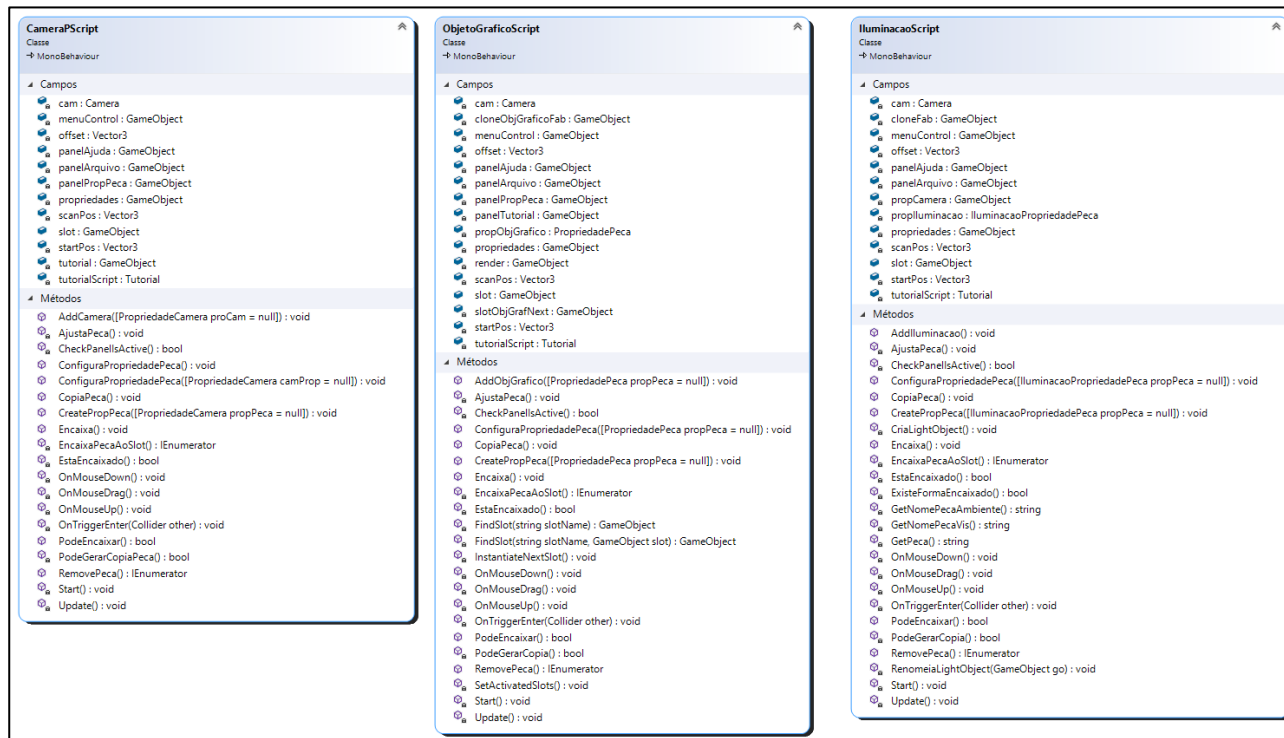 CameraPScript
Classe
MonoBehaviour
Campos
cam : Camera
menuControl : GameObject
offset : Vector3
panelAjuda : GameObject
panelArquivo : GameObject
panelPropPeca : GameObject
propriedades : GameObject
scanPos : Vector3
slot : GameObject
startPos : Vector3
tutorial : GameObject
tutorialScript : Tutorial
Métodos
AddCamera([PropriedadeCamera proCam = null]) : void
AjustaPeca() : void
CheckPanelIsActive() : bool
ConfiguraPropriedadePeca() : void
ConfiguraPropriedadePeca([PropriedadeCamera camProp = null]) : void
CopiaPeca() : void
CreatePropPeca([PropriedadeCamera propPeca = null]) : void
Encaixa() : void
EncaixaPecaAoSlot() : IEnumerator
EstaEncaixado() : bool
OnMouseDown() : void
OnMouseDrag() : void
OnMouseUp() : void
OnTriggerEnter(Collider other) : void
PodeEncaixar() : bool
PodeGerarCopiaPeca() : bool
RemovePeca() : IEnumerator
Start() : void
Update() : void
ObjetoGraficoScript
Classe
MonoBehaviour
Campos
cam : Camera
cloneObjGraficoFab : GameObject
menuControl : GameObject
offset : Vector3
panelAjuda : GameObject
panelArquivo : GameObject
panelPropPeca : GameObject
panelTutorial : GameObject
propObjGrafico : PropriedadePeca
propriedades : GameObject
render : GameObject
scanPos : Vector3
slot : GameObject
slotObjGrafNext : GameObject
startPos : Vector3
tutorialScript : Tutorial
Métodos
AddObjGrafico([PropriedadePeca propPeca = null]) : void
AjustaPeca() : void
CheckPanelIsActive() : bool
ConfiguraPropriedadePeca([PropriedadePeca propPeca = null]) : void
CopiaPeca() : void
CreatePropPeca([PropriedadePeca propPeca = null]) : void
Encaixa() : void
EncaixaPecaAoSlot() : IEnumerator
EstaEncaixado() : bool
FindSlot(string slotName) : GameObject
FindSlot(string slotName, GameObject slot) : GameObject
InstantiateNextSlot() : void
OnMouseDown() : void
OnMouseDrag() : void
OnMouseUp() : void
OnTriggerEnter(Collider other) : void
PodeEncaixar() : bool
PodeGerarCopia() : bool
RemovePeca() : IEnumerator
SetActivatedSlots() : void
Start() : void
Update() : void
IluminacaoScript
Classe
MonoBehaviour
Campos
cam : Camera
cloneFab : GameObject
menuControl : GameObject
offset : Vector3
panelAjuda : GameObject
panelArquivo : GameObject
propCamera : GameObject
propIluminacao : IluminacaoPropriedadePeca
propriedades : GameObject
scanPos : Vector3
slot : GameObject
startPos : Vector3
tutorialScript : Tutorial
Métodos
AddIluminacao() : void
AjustaPeca() : void
CheckPanelIsActive() : bool
ConfiguraPropriedadePeca([IluminacaoPropriedadePeca propPeca = null]) : void
CopiaPeca() : void
CreatePropPeca([IluminacaoPropriedadePeca propPeca = null]) : void
CriaLightObject() : void
Encaixa() : void
EncaixaPecaAoSlot() : IEnumerator
EstaEncaixado() : bool
ExisteFormaEncaixado() : bool
GetNomePecaAmbiente() : string
GetNomePecaVis() : string
GetPeca() : string
OnMouseDown() : void
OnMouseDrag() : void
OnMouseUp() : void
OnTriggerEnter(Collider other) : void
PodeEncaixar() : bool
PodeGerarCopia() : bool
RemovePeca() : IEnumerator
RenomeiaLightObject(GameObject go) : void
Start() : void
Update() : void